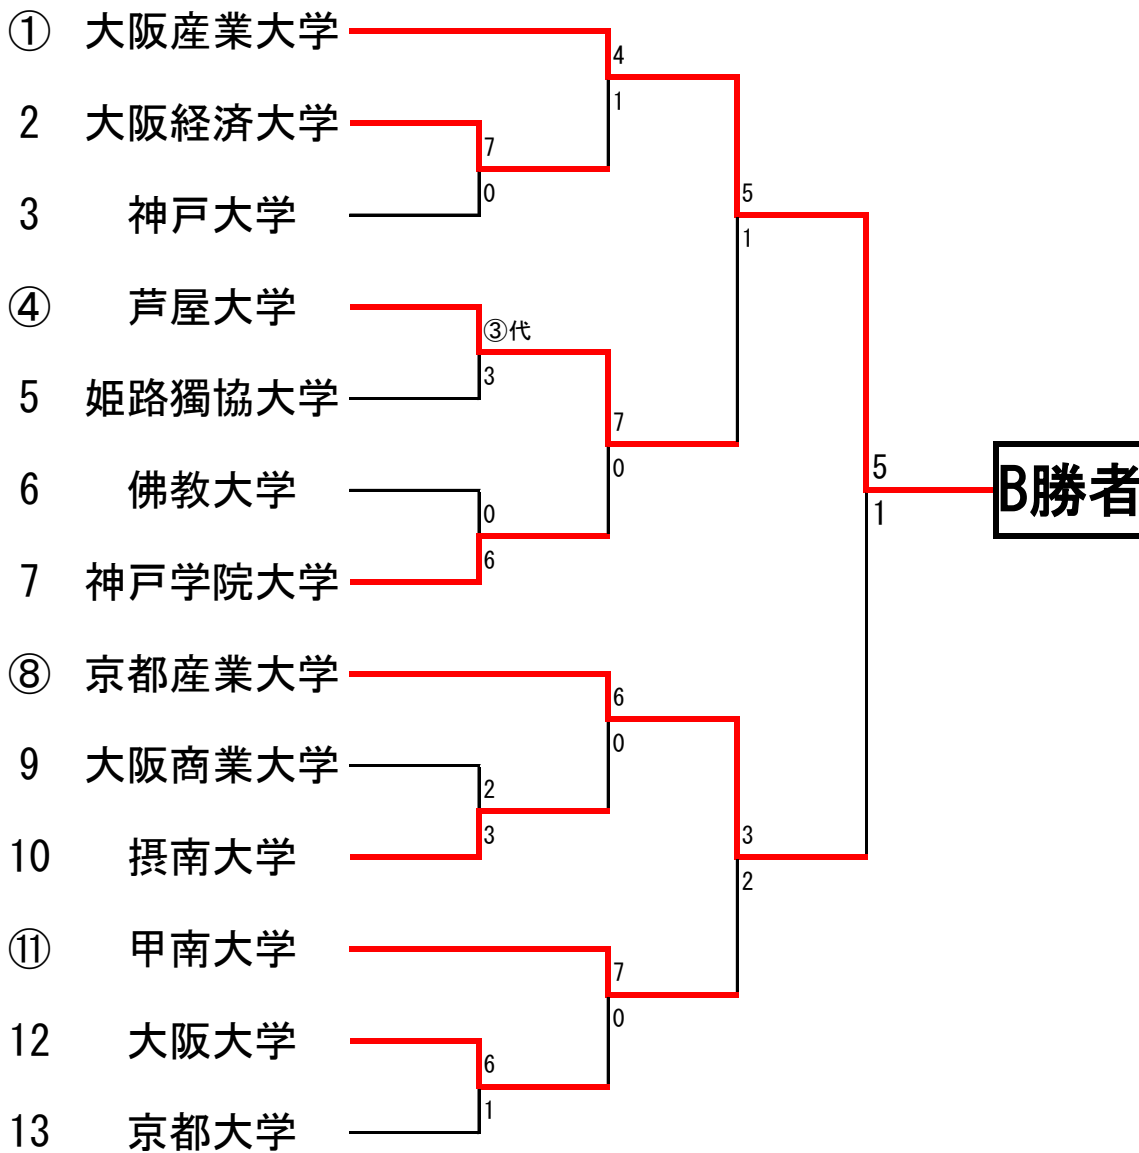 ① 大阪産業大学
4
1
2 大阪経済大学
7
0
3 神戸大学
5
1
④ 芦屋大学
③代
3
5 姫路獨協大学
7
0
6 佛教大学
0
6
7 神戸学院大学
5
1
B勝者
⑧ 京都産業大学
6
0
9 大阪商業大学
2
3
10 摂南大学
3
2
⑪ 甲南大学
7
0
12 大阪大学
6
1
13 京都大学